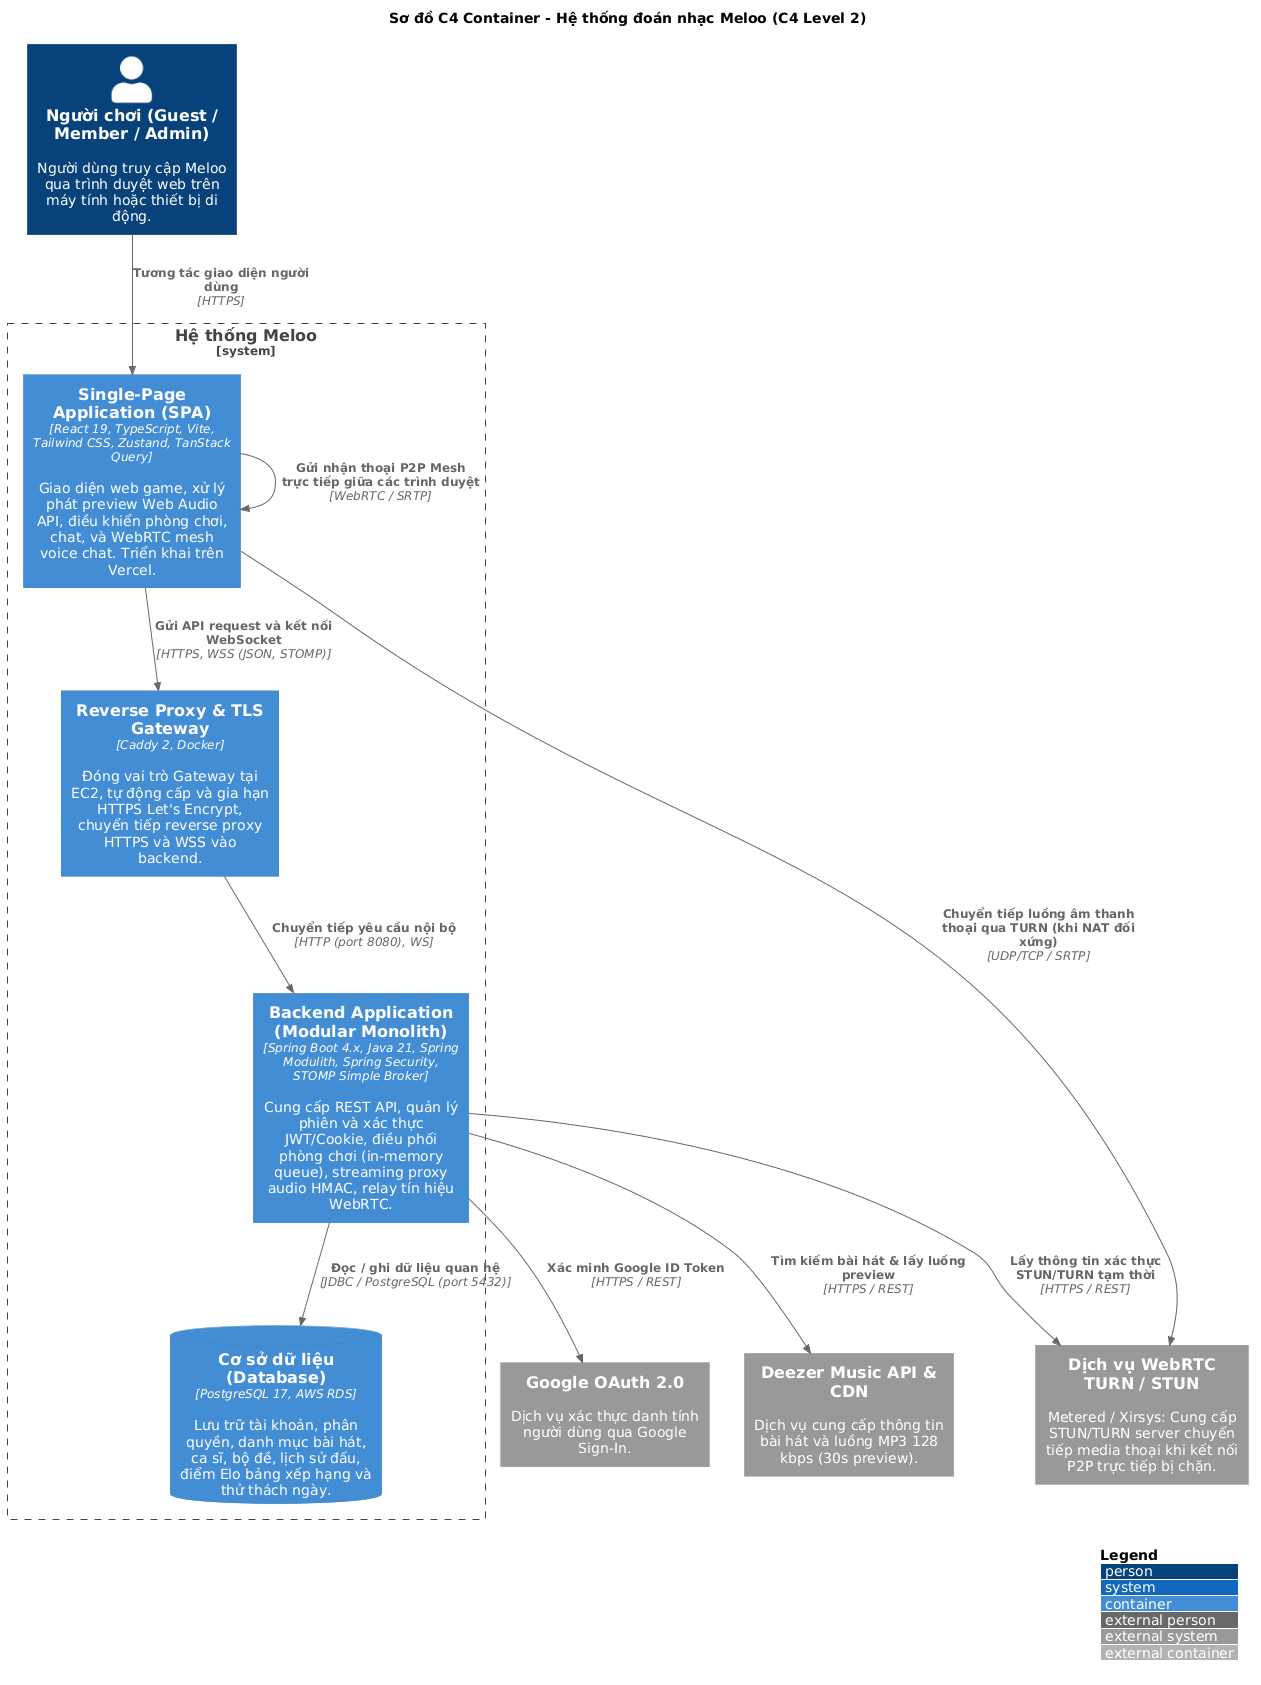 Sơ đồ C4 Container - Hệ thống đoán nhạc Meloo (C4 Level 2)
Người chơi (Guest /
Member / Admin)
Người dùng truy cập Meloo
qua trình duyệt web trên
máy tính hoặc thiết bị di
động.
Tương tác giao diện người
dùng
[HTTPS]
Hệ thống Meloo
[system]
Single-Page
Application (SPA)
[React 19, TypeScript, Vite,
Tailwind CSS, Zustand, TanStack
Query]
Giao diện web game, xử lý
phát preview Web Audio
API, điều khiển phòng chơi,
chat, và WebRTC mesh
voice chat. Triển khai trên
Vercel.
Gửi nhận thoại P2P Mesh
trực tiếp giữa các trình duyệt
[WebRTC / SRTP]
Gửi API request và kết nối
WebSocket
[HTTPS, WSS (JSON, STOMP)]
Reverse Proxy & TLS
Gateway
[Caddy 2, Docker]
Đóng vai trò Gateway tại
EC2, tự động cấp và gia hạn
HTTPS Let's Encrypt,
chuyển tiếp reverse proxy
HTTPS và WSS vào
backend.
Chuyển tiếp yêu cầu nội bộ
[HTTP (port 8080), WS]
Chuyển tiếp luồng âm thanh
thoại qua TURN (khi NAT đối
xứng)
[UDP/TCP / SRTP]
Backend Application
(Modular Monolith)
[Spring Boot 4.x, Java 21, Spring
Modulith, Spring Security,
STOMP Simple Broker]
Cung cấp REST API, quản lý
phiên và xác thực
JWT/Cookie, điều phối
phòng chơi (in-memory
queue), streaming proxy
audio HMAC, relay tín hiệu
WebRTC.
Đọc / ghi dữ liệu quan hệ
[JDBC / PostgreSQL (port 5432)]
Xác minh Google ID Token
[HTTPS / REST]
Tìm kiếm bài hát & lấy luồng
preview
[HTTPS / REST]
Lấy thông tin xác thực
STUN/TURN tạm thời
[HTTPS / REST]
Cơ sở dữ liệu
(Database)
[PostgreSQL 17, AWS RDS]
Lưu trữ tài khoản, phân
quyền, danh mục bài hát,
ca sĩ, bộ đề, lịch sử đấu,
điểm Elo bảng xếp hạng và
thử thách ngày.
Google OAuth 2.0
Dịch vụ xác thực danh tính
người dùng qua Google
Sign-In.
Deezer Music API &
CDN
Dịch vụ cung cấp thông tin
bài hát và luồng MP3 128
kbps (30s preview).
Dịch vụ WebRTC
TURN / STUN
Metered / Xirsys: Cung cấp
STUN/TURN server chuyển
tiếp media thoại khi kết nối
P2P trực tiếp bị chặn.
Legend
person
system
container
external person
external system
external container